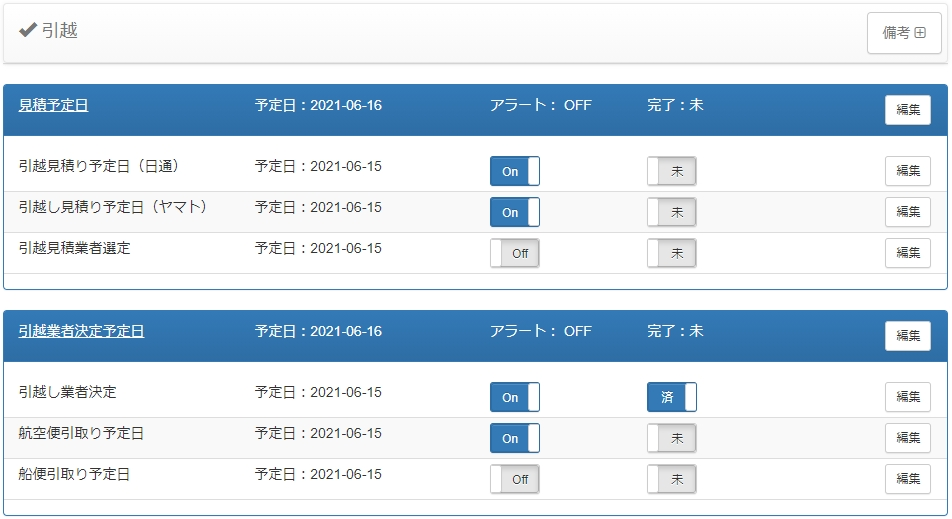 引越
備考
見積予定日 予定日：2021-06-16 アラート： OFF 完了：未 編集
引越見積り予定日（日通） 予定日：2021-06-15 On 未 編集
引越し見積り予定日（ヤマト） 予定日：2021-06-15 On 未 編集
引越見積業者選定 予定日：2021-06-15 Off 未 編集
引越業者決定予定日 予定日：2021-06-16 アラート： OFF 完了：未 編集
引越し業者決定 予定日：2021-06-15 On 済 編集
航空便引取り予定日 予定日：2021-06-15 On 未 編集
船便引取り予定日 予定日：2021-06-15 Off 未 編集